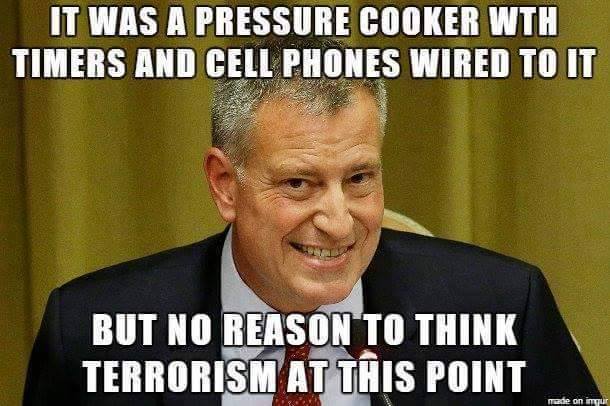 IT WAS A PRESSURE COOKER WTH
TIMERS AND CELL PHONES WIRED TO IT
BUT NO REASON TO THINK
TERRORISM AT THIS POINT
made on imgur